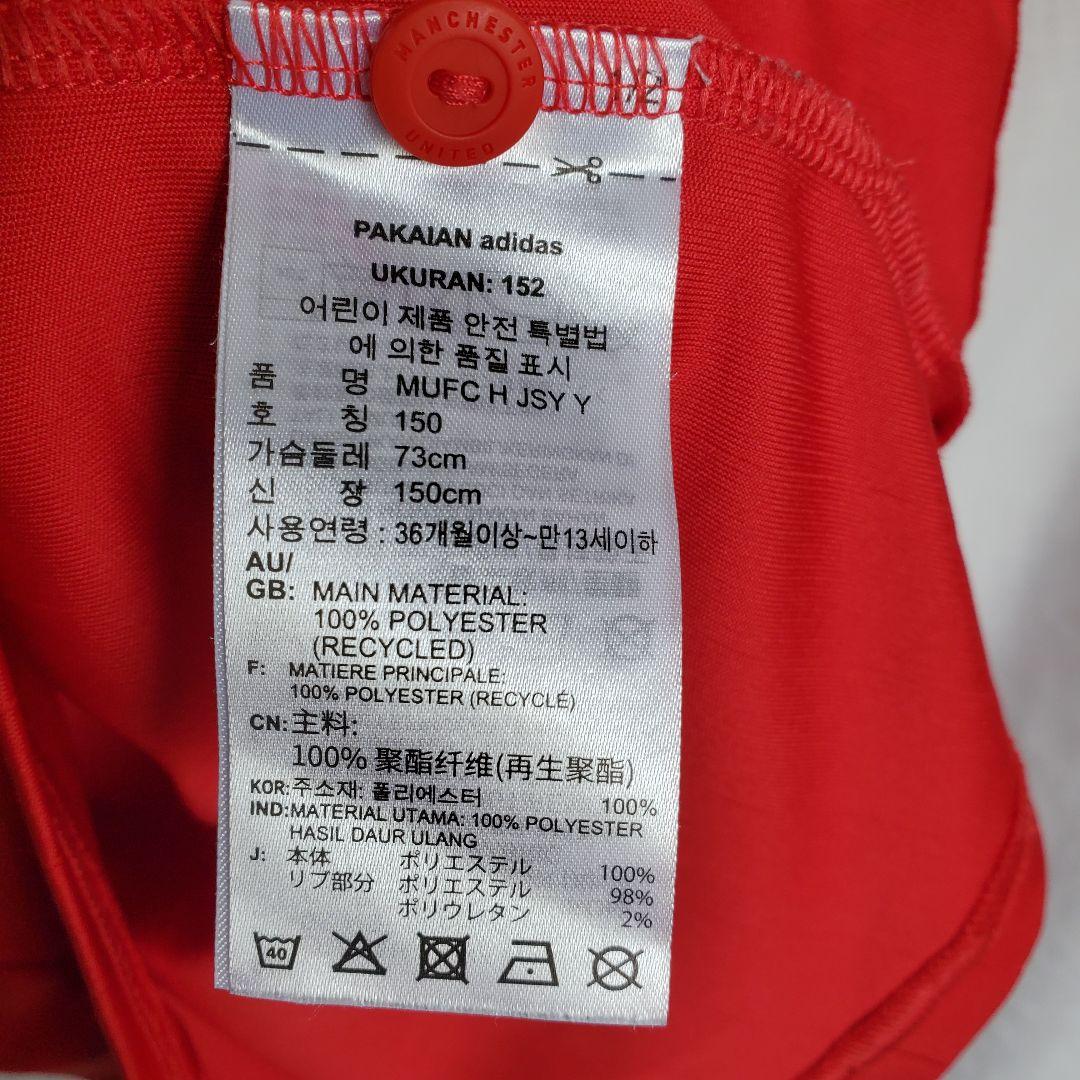 MANCHESTER
UNITED
PAKAIAN adidas
UKURAN: 152
어린이 제품 안전 특별법
에 의한 품질 표시
품 명 MUFC H JSY Y
호 칭 150
가슴둘레 73cm
신 장 150cm
사용연령 : 36개월이상~만13세이하
AU/
GB: MAIN MATERIAL:
100% POLYESTER
(RECYCLED)
F: MATIERE PRINCIPALE:
100% POLYESTER (RECYCLÉ)
CN: 主料:
100% 聚酯纤维(再生聚酯)
KOR: 주소재: 폴리에스터 100%
IND: MATERIAL UTAMA: 100% POLYESTER
HASIL DAUR ULANG
J: 本体 ポリエステル 100%
リブ部分 ポリエステル 98%
ポリウレタン 2%
40